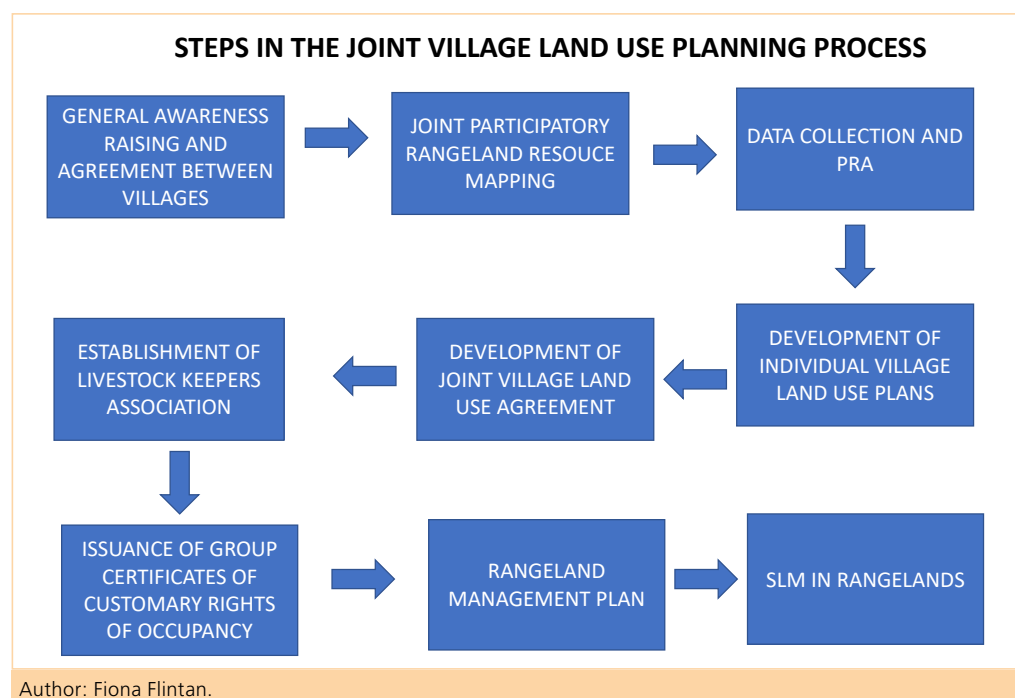 STEPS IN THE JOINT VILLAGE LAND USE PLANNING PROCESS
GENERAL AWARENESS
RAISING AND
AGREEMENT BETWEEN
VILLAGES
JOINT PARTICIPATORY
RANGELAND RESOUCE
MAPPING
DATA COLLECTION AND
PRA
DEVELOPMENT OF
INDIVIDUAL VILLAGE
LAND USE PLANS
DEVELOPMENT OF
JOINT VILLAGE LAND
USE AGREEMENT
ESTABLISHMENT OF
LIVESTOCK KEEPERS
ASSOCIATION
ISSUANCE OF GROUP
CERTIFICATES OF
CUSTOMARY RIGHTS
OF OCCUPANCY
RANGELAND
MANAGEMENT PLAN
SLM IN RANGELANDS
Author: Fiona Flintan.